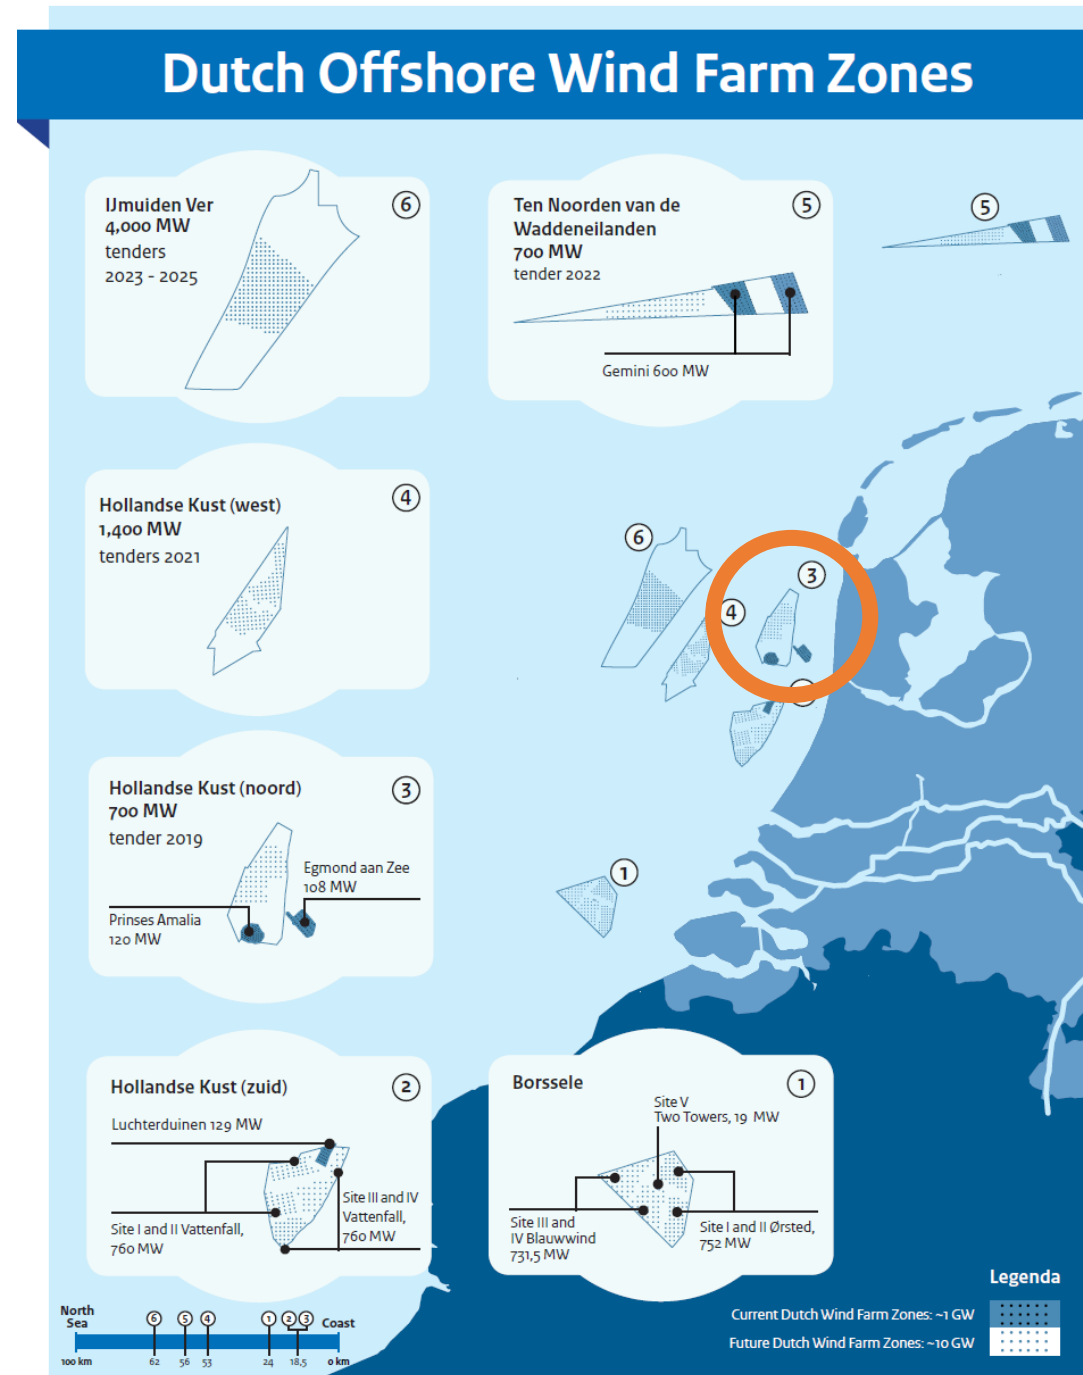 Dutch Offshore Wind Farm Zones
IJmuiden Ver
4,000 MW
tenders
2023 - 2025
6
Ten Noorden van de
Waddeneilanden
700 MW
tender 2022
5
Gemini 600 MW
5
Hollandse Kust (west)
1,400 MW
tenders 2021
4
6
3
4
Hollandse Kust (noord)
700 MW
tender 2019
3
Egmond aan Zee
108 MW
Prinses Amalia
120 MW
1
Hollandse Kust (zuid)
2
Luchterduinen 129 MW
Site III and IV
Vattenfall,
760 MW
Site I and II Vattenfall,
760 MW
Borssele
1
Site V
Two Towers, 19 MW
Site III and
IV Blauwwind
731,5 MW
Site I and II Ørsted,
752 MW
Legenda
Current Dutch Wind Farm Zones: ~1 GW
Future Dutch Wind Farm Zones: ~10 GW
North
Sea
6 5 4 1 2 3
Coast
100 km 62 56 53 24 18,5 0 km